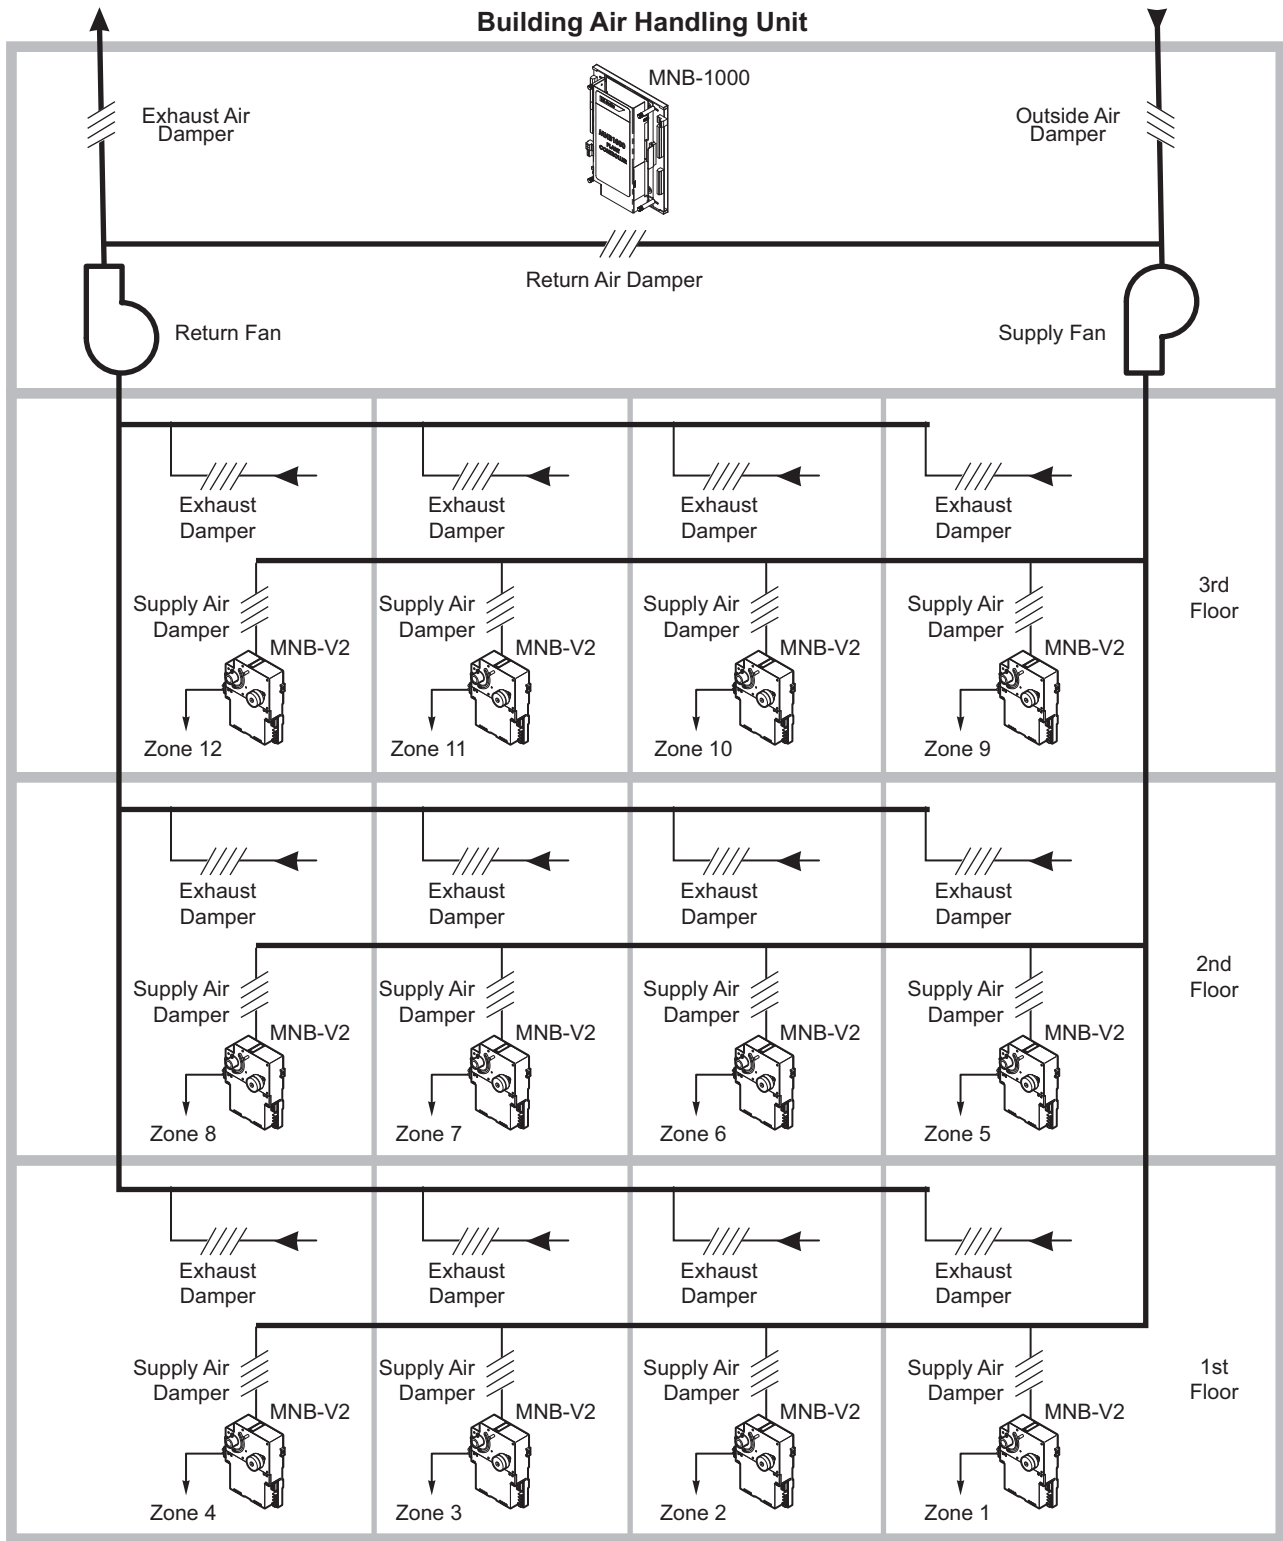 Building Air Handling Unit
MNB-1000
Exhaust Air
Damper
Outside Air
Damper
Return Air Damper
Return Fan
Supply Fan
Exhaust
Damper
Exhaust
Damper
Exhaust
Damper
Exhaust
Damper
Supply Air
Damper
MNB-V2
Supply Air
Damper
MNB-V2
Supply Air
Damper
MNB-V2
Supply Air
Damper
MNB-V2
3rd
Floor
Zone 12
Zone 11
Zone 10
Zone 9
Exhaust
Damper
Exhaust
Damper
Exhaust
Damper
Exhaust
Damper
Supply Air
Damper
MNB-V2
Supply Air
Damper
MNB-V2
Supply Air
Damper
MNB-V2
Supply Air
Damper
MNB-V2
2nd
Floor
Zone 8
Zone 7
Zone 6
Zone 5
Exhaust
Damper
Exhaust
Damper
Exhaust
Damper
Exhaust
Damper
Supply Air
Damper
MNB-V2
Supply Air
Damper
MNB-V2
Supply Air
Damper
MNB-V2
Supply Air
Damper
MNB-V2
1st
Floor
Zone 4
Zone 3
Zone 2
Zone 1